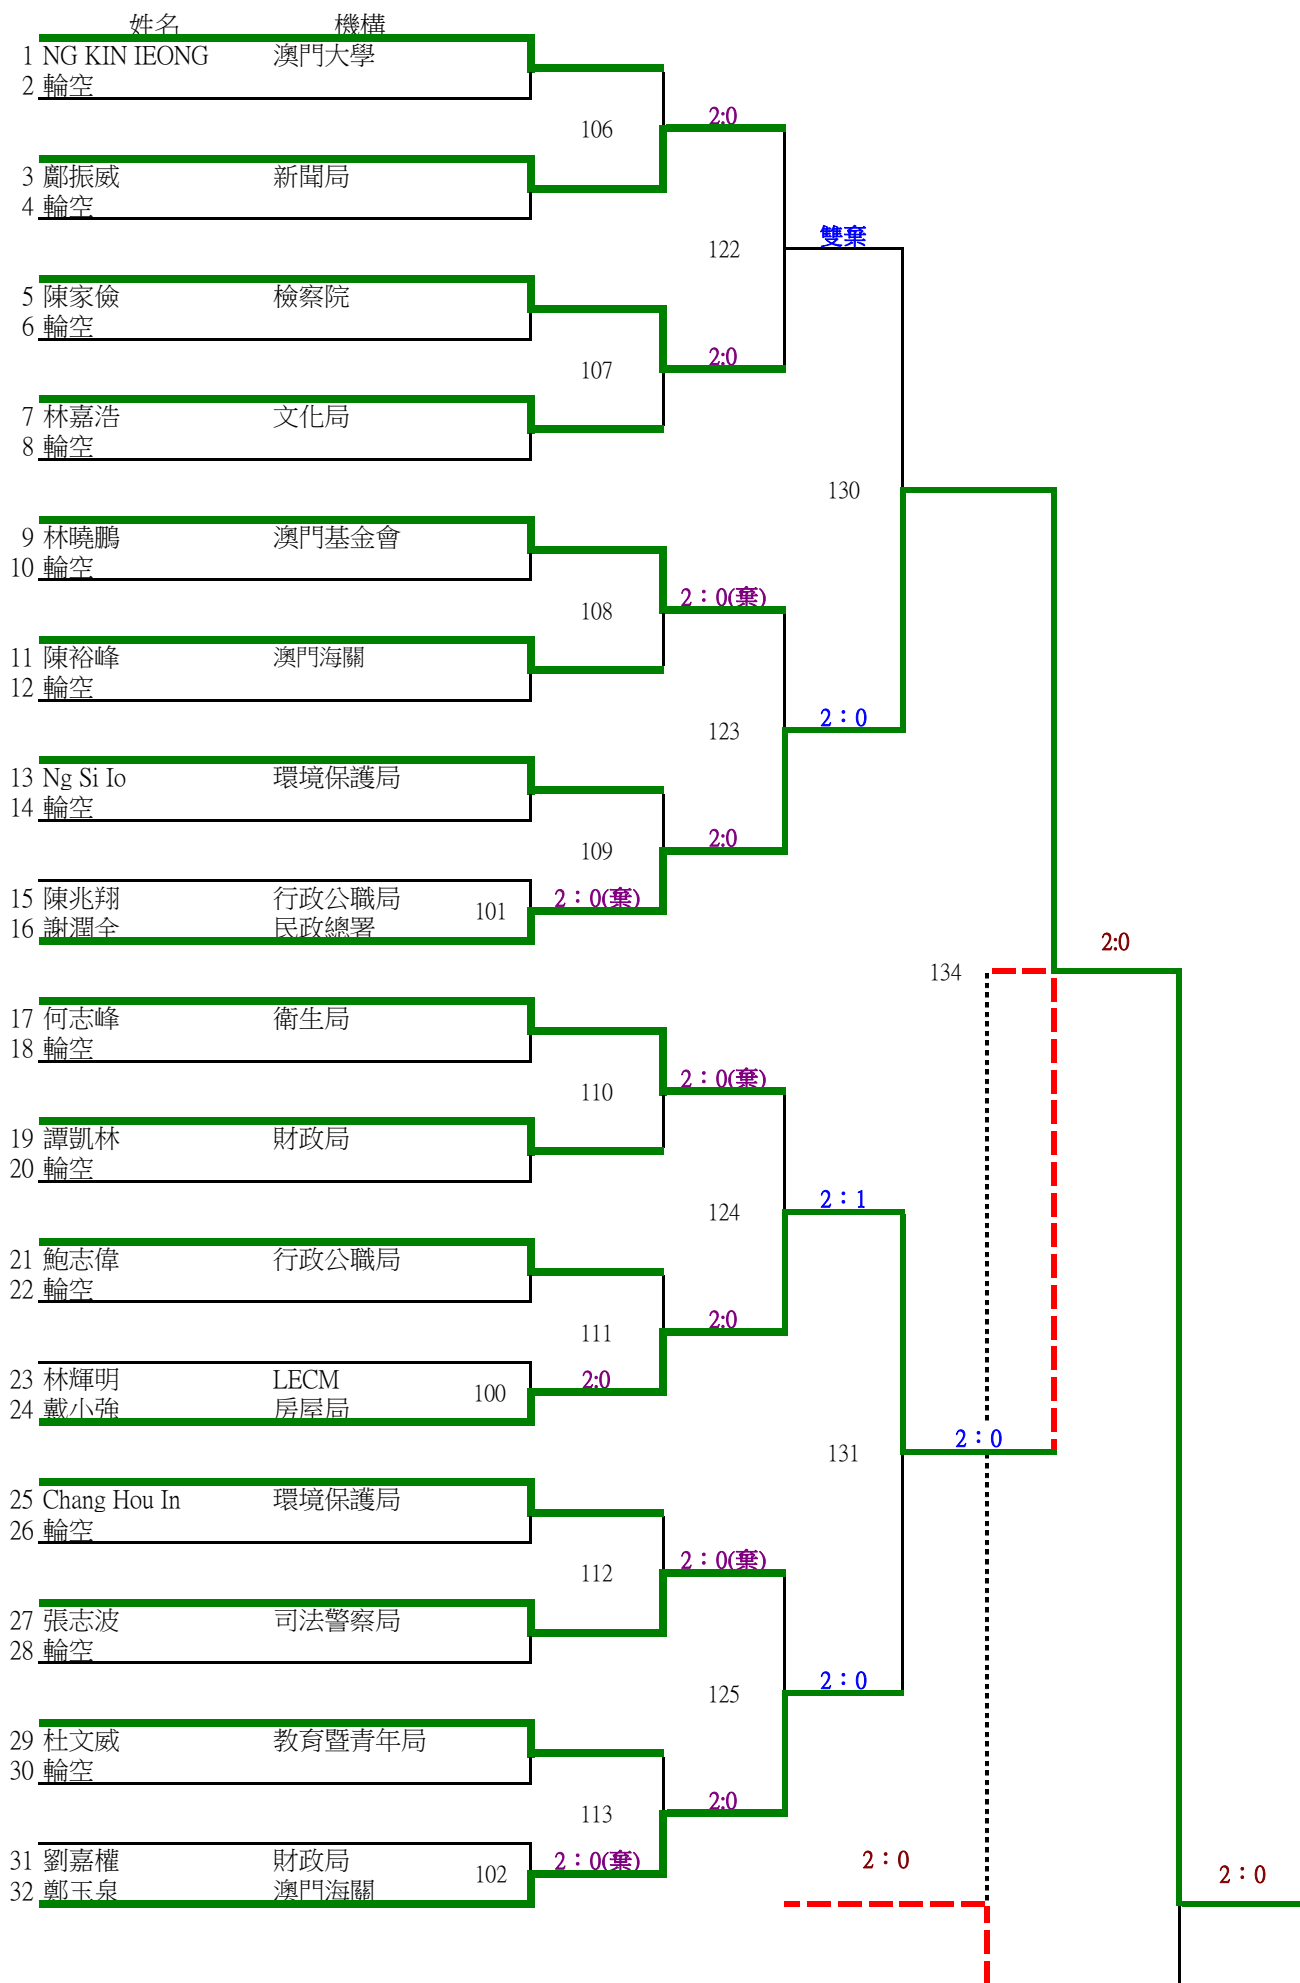 姓名 機構
1 NG KIN IEONG 澳門大學
2 輪空
106 2:0
3 鄺振威 新聞局
4 輪空
122 雙棄
5 陳家儉 檢察院
6 輪空
107 2:0
7 林嘉浩 文化局
8 輪空
130
9 林曉鵬 澳門基金會
10 輪空
108 2：0(棄)
11 陳裕峰 澳門海關
12 輪空
123 2：0
13 Ng Si Io 環境保護局
14 輪空
109 2:0
15 陳兆翔 行政公職局 101 2：0(棄)
16 謝潤全 民政總署
134 2:0
17 何志峰 衛生局
18 輪空
110 2：0(棄)
19 譚凱林 財政局
20 輪空
124 2：1
21 鮑志偉 行政公職局
22 輪空
111 2:0
23 林輝明 LECM 100 2:0
24 戴小強 房屋局
131 2：0
25 Chang Hou In 環境保護局
26 輪空
112 2：0(棄)
27 張志波 司法警察局
28 輪空
125 2：0
29 杜文威 教育暨青年局
30 輪空
113 2:0
31 劉嘉權 財政局 102 2：0(棄) 2：0 2：0
32 鄭玉泉 澳門海關